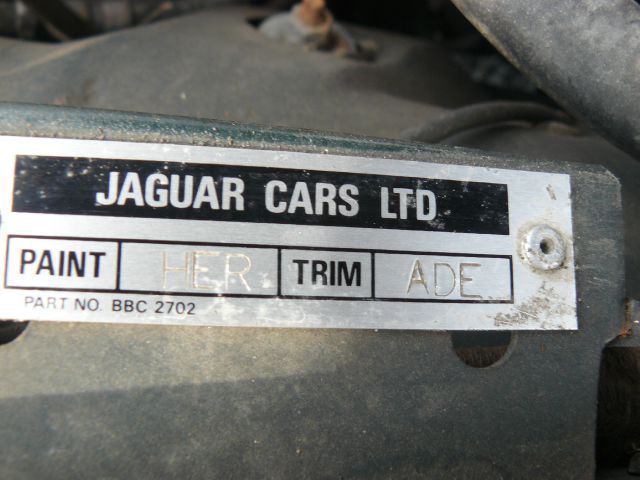 JAGUAR CARS LTD
PAINT HER TRIM ADE
PART NO. BBC 2702